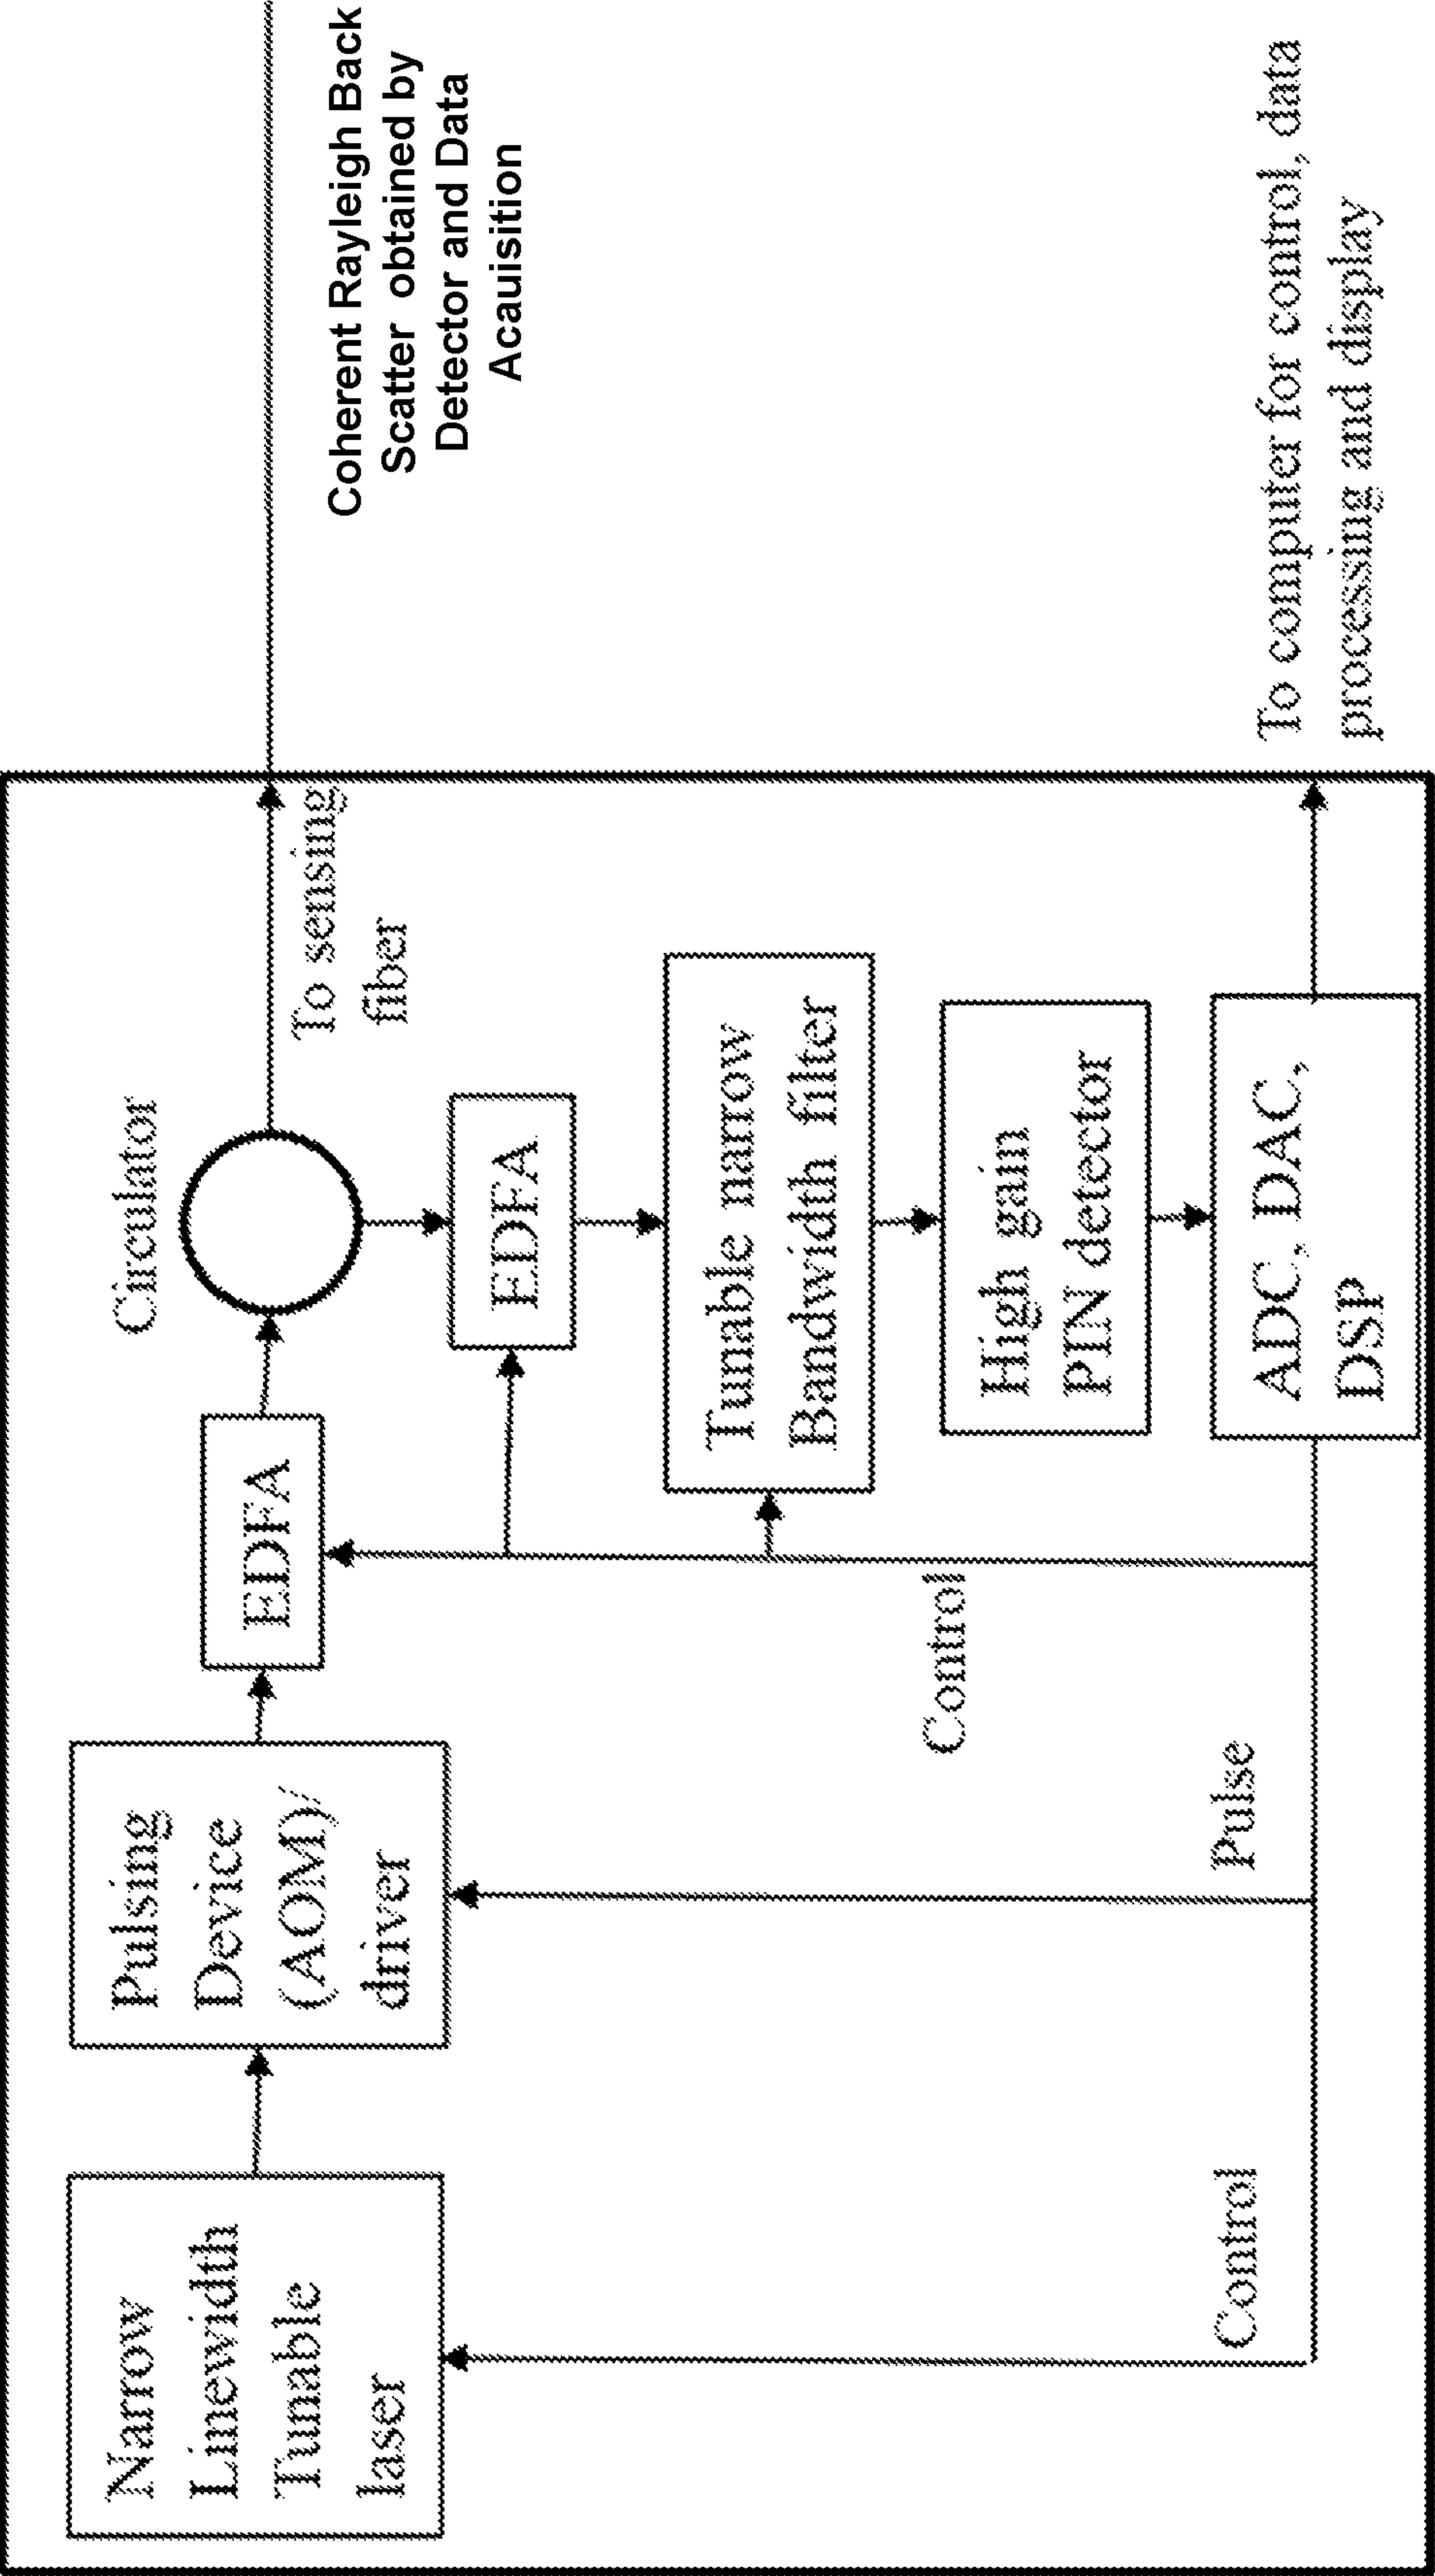 Narrow
Linewidth
Tunable
laser
Pulsing
Device
(AOM)/
driver
EDFA
Circulator
To sensing
fiber
Coherent Rayleigh Back
Scatter obtained by
Detector and Data
Acauisition
EDFA
Tunable narrow
Bandwidth filter
High gain
PIN detector
ADC, DAC,
DSP
Control
Pulse
Control
To computer for control, data
processing and display